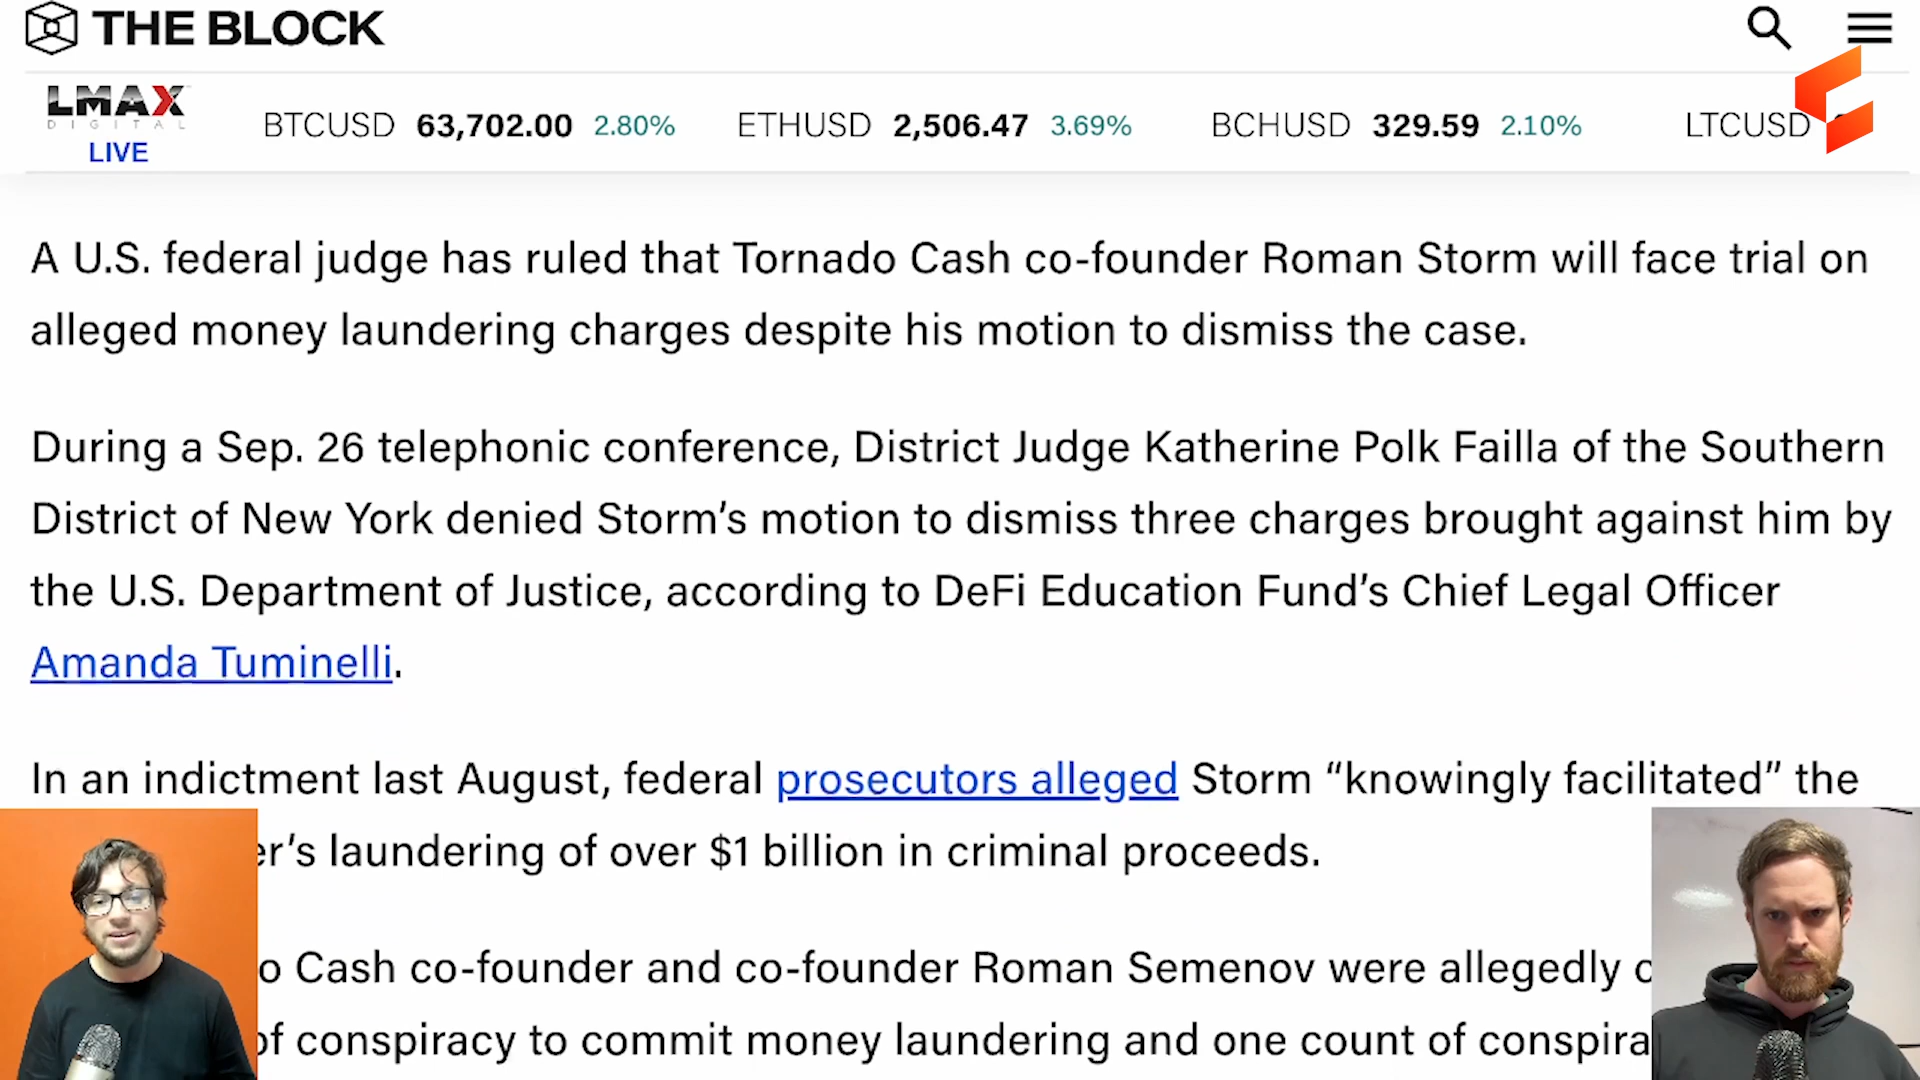 THE BLOCK
LMAX
DIGITAL
LIVE
BTCUSD 63,702.00 2.80% ETHUSD 2,506.47 3.69% BCHUSD 329.59 2.10% LTCUSD
A U.S. federal judge has ruled that Tornado Cash co-founder Roman Storm will face trial on
alleged money laundering charges despite his motion to dismiss the case.
During a Sep. 26 telephonic conference, District Judge Katherine Polk Failla of the Southern
District of New York denied Storm’s motion to dismiss three charges brought against him by
the U.S. Department of Justice, according to DeFi Education Fund’s Chief Legal Officer
Amanda Tuminelli.
In an indictment last August, federal prosecutors alleged Storm “knowingly facilitated” the
laundering of over $1 billion in criminal proceeds.
Cash co-founder and co-founder Roman Semenov were allegedly
of conspiracy to commit money laundering and one count of